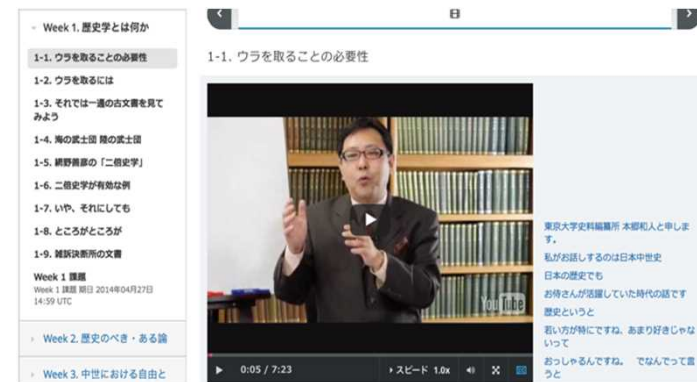 Week 1. 歴史学とは何か
1-1. ウラを取ることの必要性
1-2. ウラを取るには
1-3. それでは一通の古文書を見て
みよう
1-4. 海の武士団 陸の武士団
1-5. 網野善彦の「二倍史学」
1-6. 二倍史学が有効な例
1-7. いや、それにしても
1-8. ところがところが
1-9. 雑訴決断所の文書
Week 1 課題
Week 1 課題 期日 2014年04月27日
14:59 UTC
Week 2. 歴史のべき・ある論
Week 3. 中世における自由と
1-1. ウラを取ることの必要性
YouTube
0:05 / 7:23
スピード 1.0x
東京大学史料編纂所 本郷和人と申しま
す。
私がお話しするのは日本中世史
日本の歴史でも
お侍さんが活躍していた時代の話です
歴史というと
若い方が特にですね、あまり好きじゃな
いって
おっしゃるんですね。 でなんでって言
うと